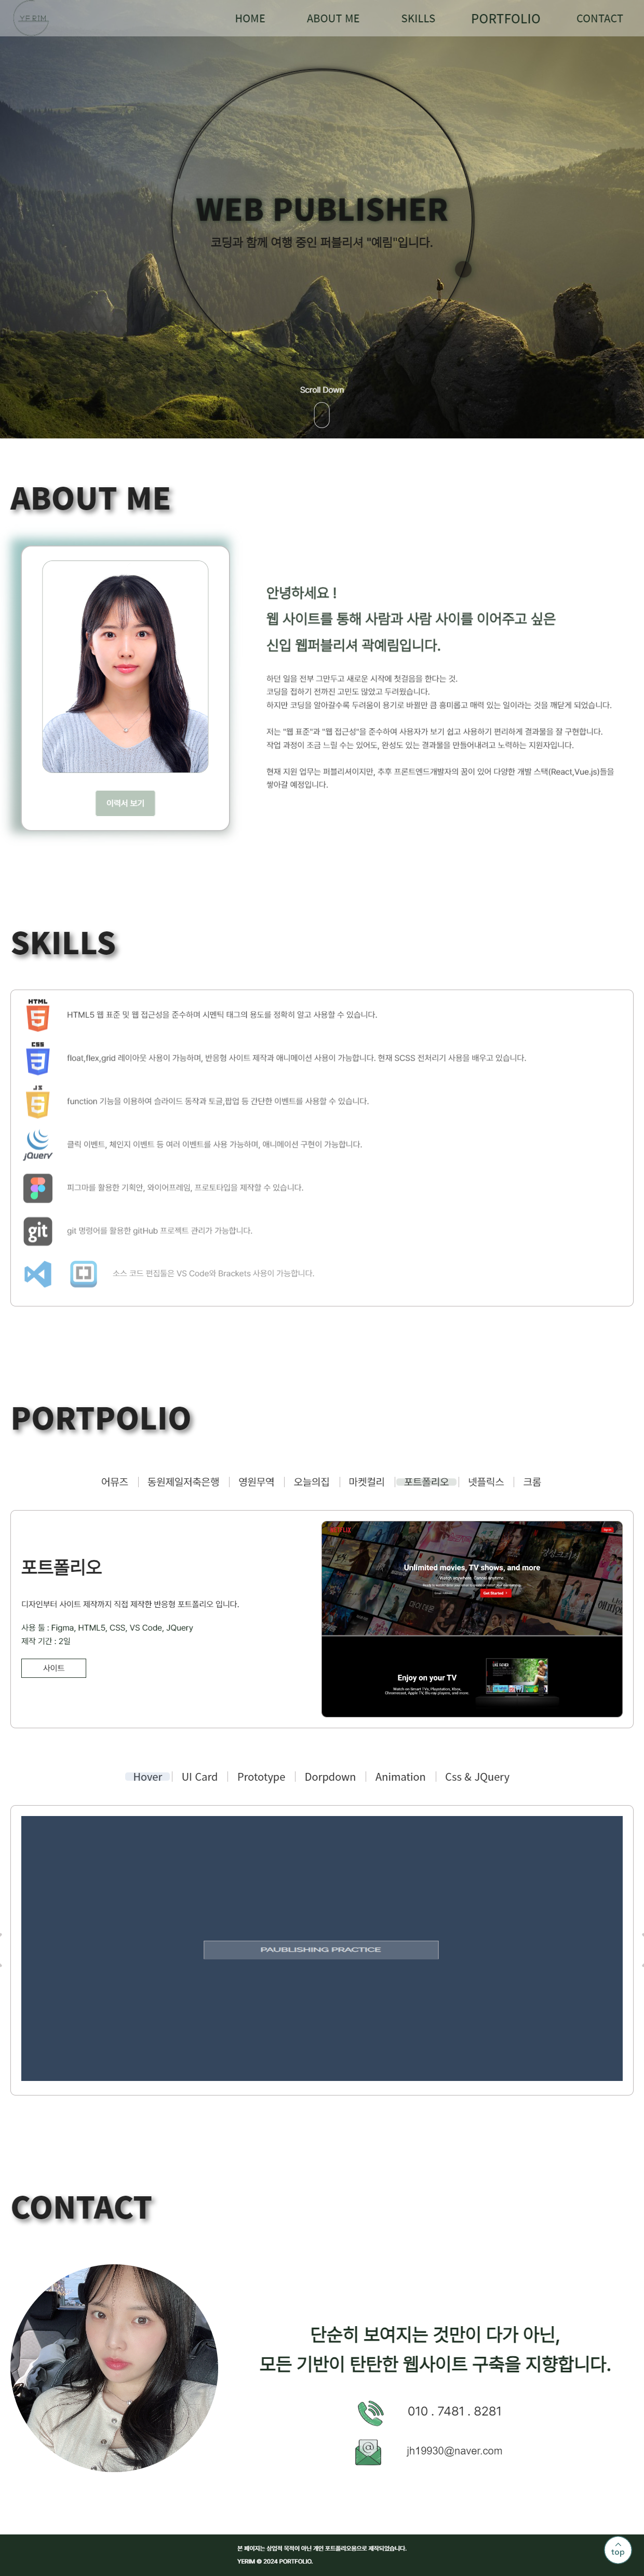 YE RIM
HOME
ABOUT ME
SKILLS
PORTFOLIO
CONTACT
WEB PUBLISHER
코딩과 함께 여행 중인 퍼블리셔 "예림"입니다.
Scroll Down
ABOUT ME
이력서 보기
안녕하세요 !
웹 사이트를 통해 사람과 사람 사이를 이어주고 싶은
신입 웹퍼블리셔 곽예림입니다.
하던 일을 전부 그만두고 새로운 시작에 첫걸음을 한다는 것.
코딩을 접하기 전까진 고민도 많았고 두려웠습니다.
하지만 코딩을 알아갈수록 두려움이 용기로 바뀔만 큼 흥미롭고 매력 있는 일이라는 것을 깨닫게 되었습니다.
저는 "웹 표준"과 "웹 접근성"을 준수하여 사용자가 보기 쉽고 사용하기 편리하게 결과물을 잘 구현합니다.
작업 과정이 조금 느릴 수는 있어도, 완성도 있는 결과물을 만들어내려고 노력하는 지원자입니다.
현재 지원 업무는 퍼블리셔이지만, 추후 프론트엔드개발자의 꿈이 있어 다양한 개발 스택(React,Vue.js)들을
쌓아갈 예정입니다.
SKILLS
HTML
5
HTML5 웹 표준 및 웹 접근성을 준수하며 시멘틱 태그의 용도를 정확히 알고 사용할 수 있습니다.
CSS
3
float,flex,grid 레이아웃 사용이 가능하며, 반응형 사이트 제작과 애니메이션 사용이 가능합니다. 현재 SCSS 전처리기 사용을 배우고 있습니다.
JS
5
function 기능을 이용하여 슬라이드 동작과 토글,팝업 등 간단한 이벤트를 사용할 수 있습니다.
jQuery
클릭 이벤트, 체인지 이벤트 등 여러 이벤트를 사용 가능하며, 애니메이션 구현이 가능합니다.
피그마를 활용한 기획안, 와이어프레임, 프로토타입을 제작할 수 있습니다.
git
git 명령어를 활용한 gitHub 프로젝트 관리가 가능합니다.
소스 코드 편집툴은 VS Code와 Brackets 사용이 가능합니다.
PORTPOLIO
어뮤즈
동원제일저축은행
영원무역
오늘의집
마켓컬리
포트폴리오
넷플릭스
크롬
포트폴리오
디자인부터 사이트 제작까지 직접 제작한 반응형 포트폴리오 입니다.
사용 툴 : Figma, HTML5, CSS, VS Code, JQuery
제작 기간 : 2일
사이트
Unlimited movies, TV shows, and more
Watch anywhere. Cancel anytime.
Get Started
Enjoy on your TV
Watch on Smart TVs, Playstation, Xbox,
Chromecast, Apple TV, Blu-ray players, and more.
Hover
UI Card
Prototype
Dorpdown
Animation
Css & JQuery
PAUBLISHING PRACTICE
CONTACT
단순히 보여지는 것만이 다가 아닌,
모든 기반이 탄탄한 웹사이트 구축을 지향합니다.
010 . 7481 . 8281
jh19930@naver.com
본 페이지는 상업적 목적이 아닌 개인 포트폴리오용으로 제작되었습니다.
YERIM © 2024 PORTFOLIO.
top